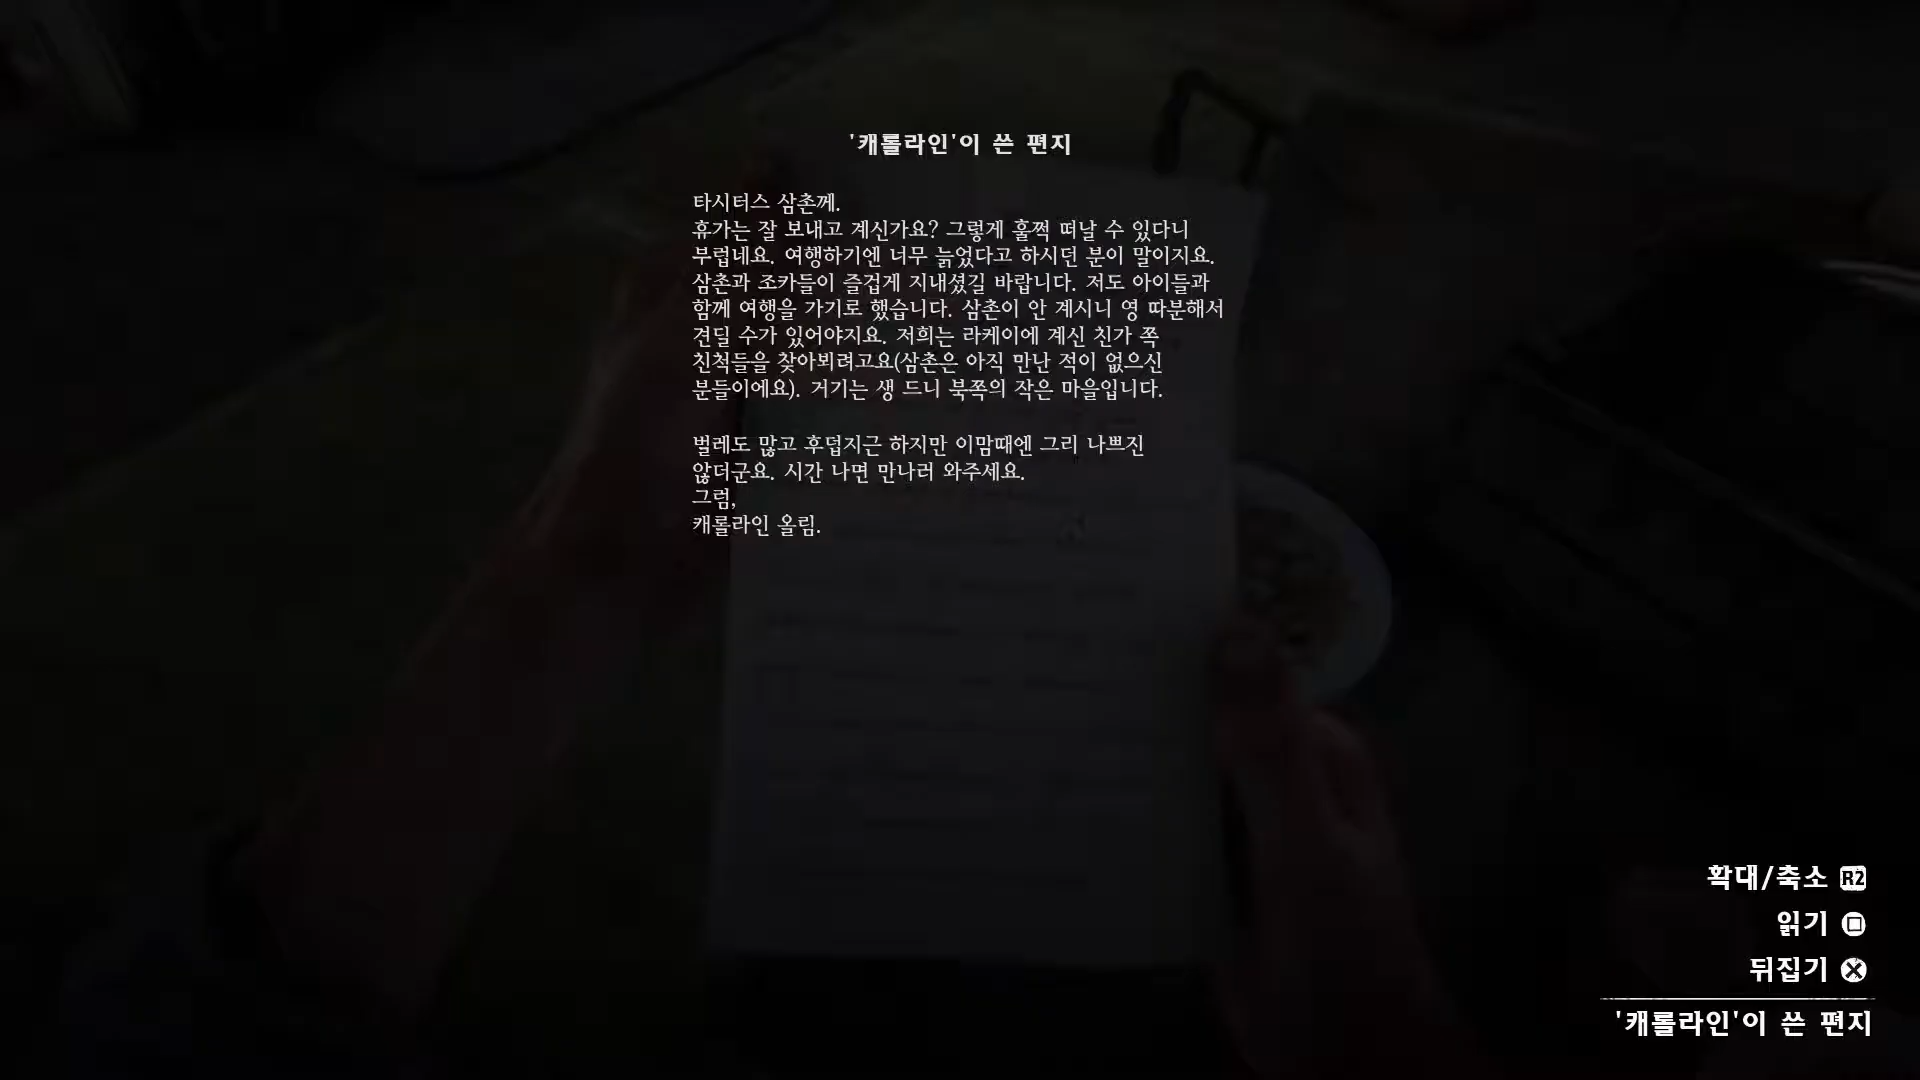 '캐롤라인'이 쓴 편지
타시터스 삼촌께.
휴가는 잘 보내고 계신가요? 그렇게 훌쩍 떠날 수 있다니
부럽네요. 여행하기엔 너무 늙었다고 하시던 분이 말이지요.
삼촌과 조카들이 즐겁게 지내셨길 바랍니다. 저도 아이들과
함께 여행을 가기로 했습니다. 삼촌이 안 계시니 영 따분해서
견딜 수가 있어야지요. 저희는 라케이에 계신 친가 쪽
친척들을 찾아뵈려고요(삼촌은 아직 만난 적이 없으신
분들이에요). 거기는 생 드니 북쪽의 작은 마을입니다.
벌레도 많고 후덥지근 하지만 이맘때엔 그리 나쁘진
않더군요. 시간 나면 만나러 와주세요.
그럼,
캐롤라인 올림.
확대/축소 R2
읽기
뒤집기
'캐롤라인'이 쓴 편지